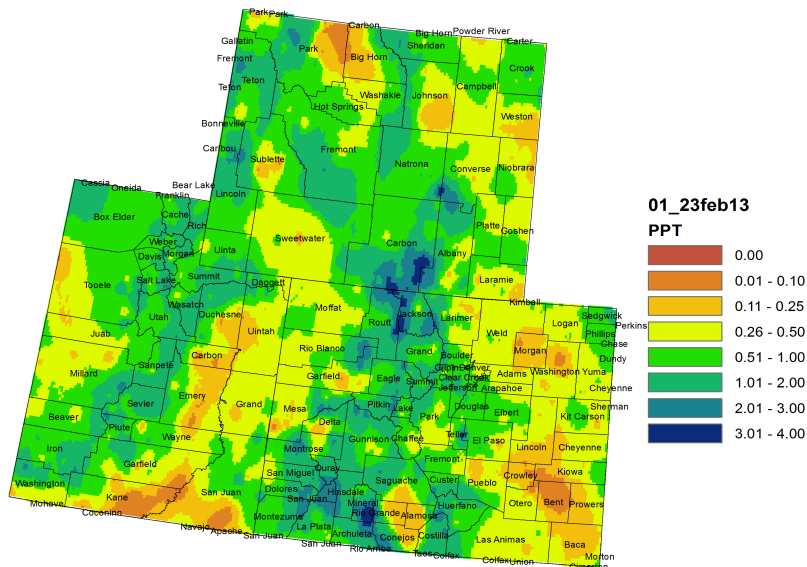 Park Park
Carbon
Big Horn
Powder River
Carter
Gallatin
Park
Sheridan
Fremont
Big Horn
Crook
Teton
Teton
Washakie
Johnson
Campbell
Hot Springs
Weston
Bonneville
Caribou
Sublette
Fremont
Natrona
Converse
Niobrara
Cassia
Oneida
Bear Lake
Franklin
Lincoln
Box Elder
Cache
Rich
Platte
Goshen
Weber
Sweetwater
Carbon
Davis
Morgan
Uinta
Albany
Tooele
Salt Lake
Summit
Daggett
Laramie
Wasatch
Kimball
Utah
Duchesne
Moffat
Jackson
Larimer
Logan
Sedgwick
Juab
Uintah
Routt
Weld
Phillips
Perkins
Carbon
Rio Blanco
Grand
Boulder
Morgan
Chase
Sanpete
Dundy
Millard
Garfield
Eagle
Summit
Clear Creek
Adams
Washington
Yuma
Emery
Jefferson
Arapahoe
Cheyenne
Sevier
Grand
Mesa
Pitkin
Lake
Park
Douglas
Elbert
Sherman
Beaver
Delta
Kit Carson
Piute
Wayne
Gunnison
Chaffee
Teller
El Paso
Iron
Montrose
Lincoln
Cheyenne
Garfield
Ouray
Fremont
San Miguel
Saguache
Custer
Pueblo
Crowley
Kiowa
Washington
Kane
San Juan
Dolores
San Juan
Hinsdale
Mineral
Huerfano
Otero
Bent
Prowers
Mohave
Coconino
Montezuma
Rio Grande
Alamosa
Navajo
Apache
La Plata
Archuleta
Conejos
Costilla
Las Animas
Baca
San Juan
San Juan
Rio Arriba
Taos
Colfax
Colfax
Union
Morton
Cimarron
01_23feb13
PPT
0.00
0.01 - 0.10
0.11 - 0.25
0.26 - 0.50
0.51 - 1.00
1.01 - 2.00
2.01 - 3.00
3.01 - 4.00